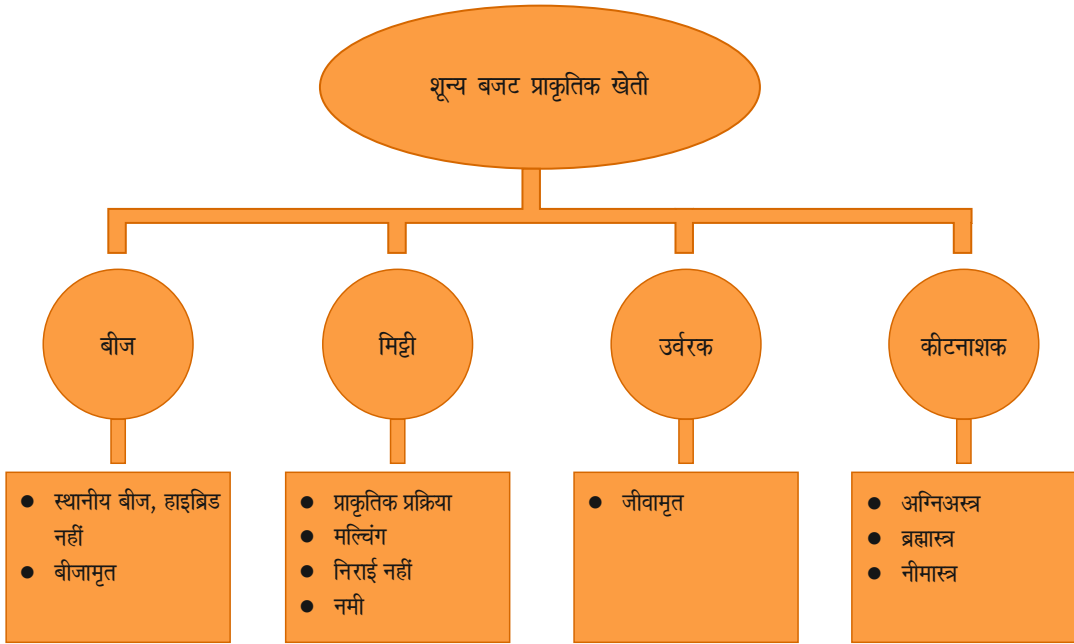 शून्य बजट प्राकृतिक खेती
बीज
मिट्टी
उर्वरक
कीटनाशक
● स्थानीय बीज, हाइब्रिड
नहीं
● बीजामृत
● प्राकृतिक प्रक्रिया
● मल्चिंग
● निराई नहीं
● नमी
● जीवामृत
● अग्निअस्त्र
● ब्रह्मास्त्र
● नीमास्त्र